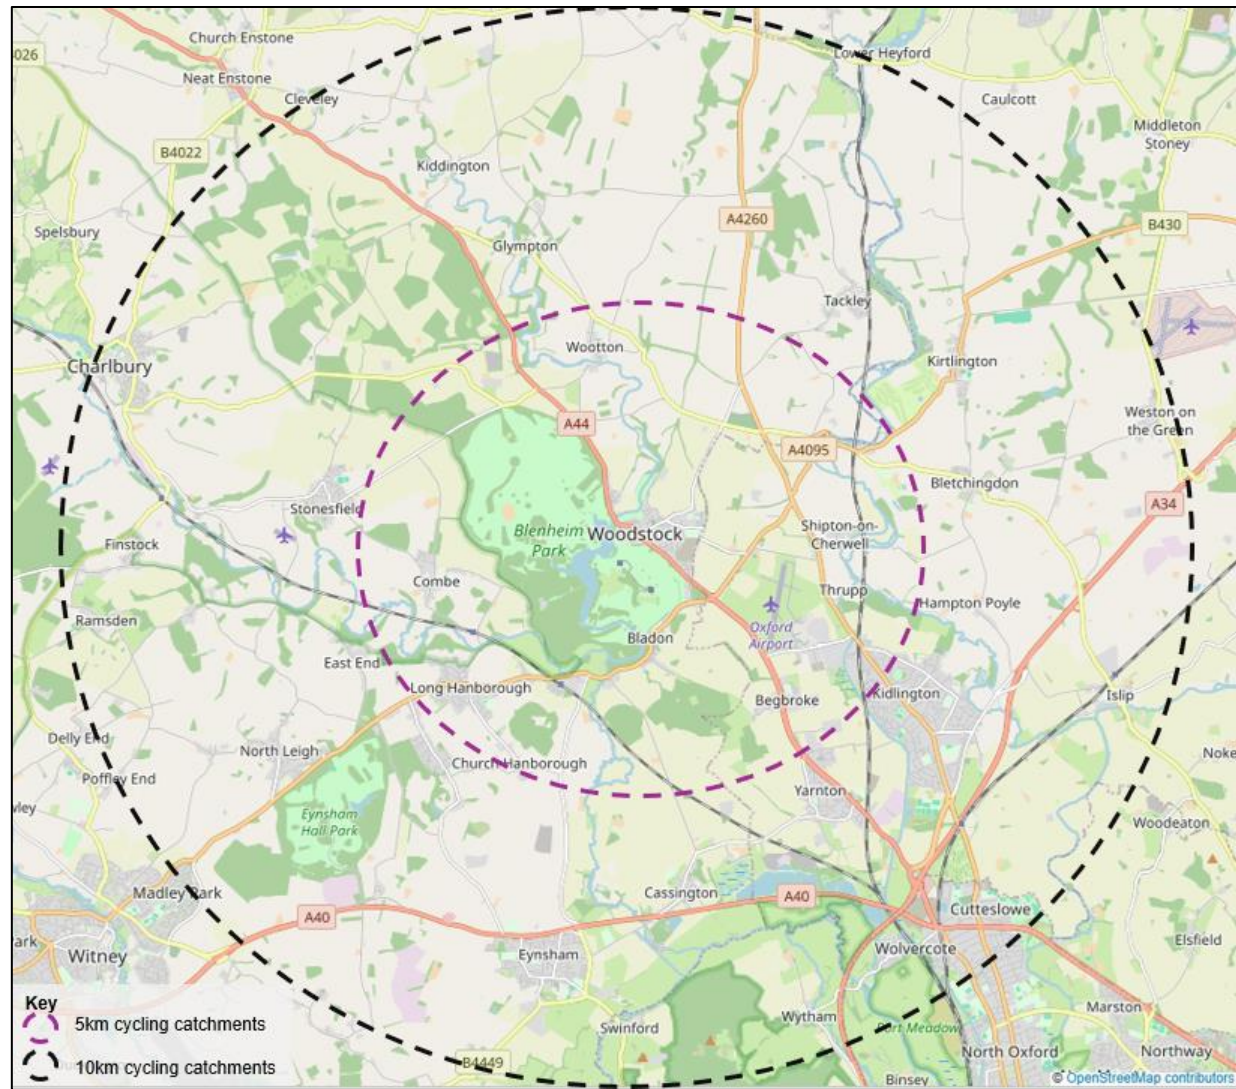 Church Enstone
Lower Heyford
4026
Neat Enstone
Cleveley
Caulcott
Middleton
Stoney
B4022
Kiddington
A4260
B430
Spelsbury
Glympton
Tackley
Wootton
Kirtlington
Charlbury
Weston on
the Green
A44
A4095
Bletchingdon
A34
Stonesfield
Blenheim
Park
Woodstock
Shipton-on-
Cherwell
Finstock
Combe
Thrupp
Hampton Poyle
Ramsden
Bladon
Oxford
Airport
East End
Long Hanborough
Begbroke
Kidlington
Islip
Delly End
North Leigh
Noke
Poffley End
Church Hanborough
Yarnton
wley
Eynsham
Hall Park
Woodeaton
Madley Park
Cassington
A40
A40
Cutteslowe
Park
Witney
Eynsham
Wolvercote
Elsfield
Key
5km cycling catchments
Swinford
Wytham
Port Meadow
Marston
10km cycling catchments
B4449
North Oxford
Northway
Binsey
© OpenStreetMap contributors